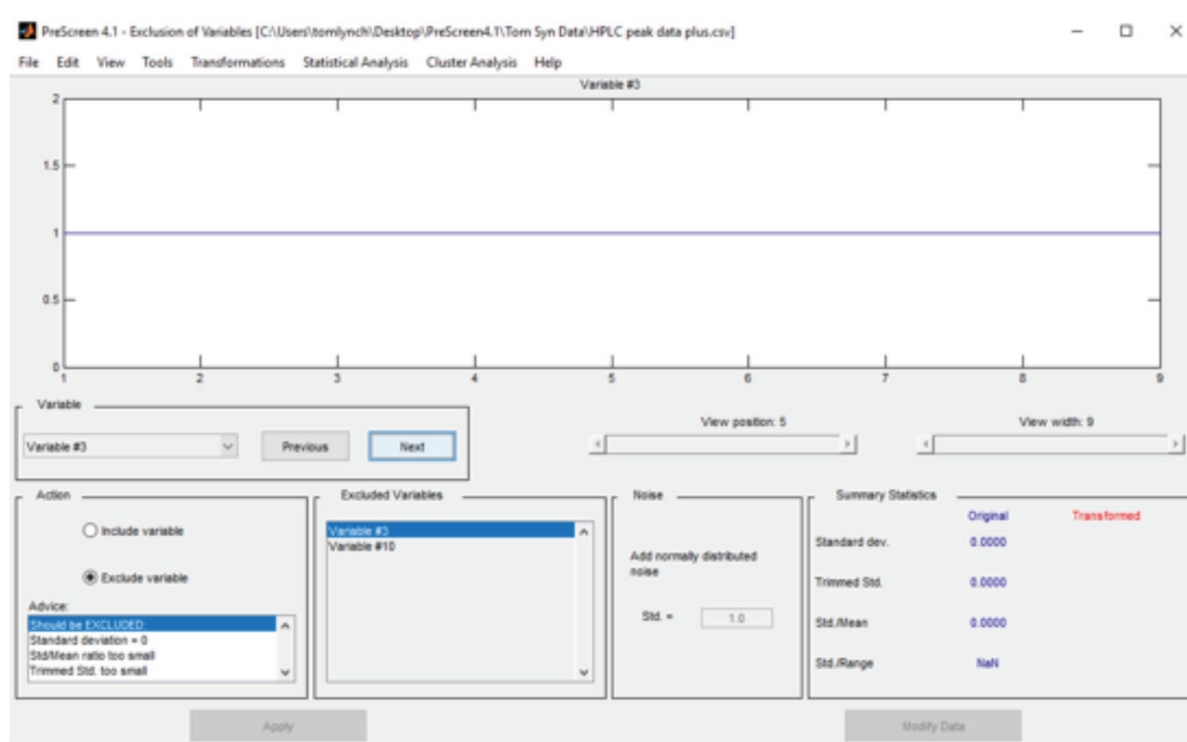 PreScreen 4.1 - Exclusion of Variables [C:\Users\tomlynch\Desktop\PreScreen4.1\Tom Syn Data\HPLC peak data plus.csv]
File Edit View Tools Transformations Statistical Analysis Cluster Analysis Help
Variable #3
2
1.5
1
0.5
0
1 2 3 4 5 6 7 8 9
Variable
Variable #3
Previous
Next
View position: 5
View width: 9
Action
Include variable
Exclude variable
Advice:
Should be EXCLUDED:
Standard deviation = 0
Std/Mean ratio too small
Trimmed Std. too small
Excluded Variables
Variable #3
Variable #10
Noise
Add normally distributed
noise
Std. = 1.0
Summary Statistics
Original Transformed
Standard dev. 0.0000
Trimmed Std. 0.0000
Std./Mean 0.0000
Std./Range NaN
Apply
Modify Data